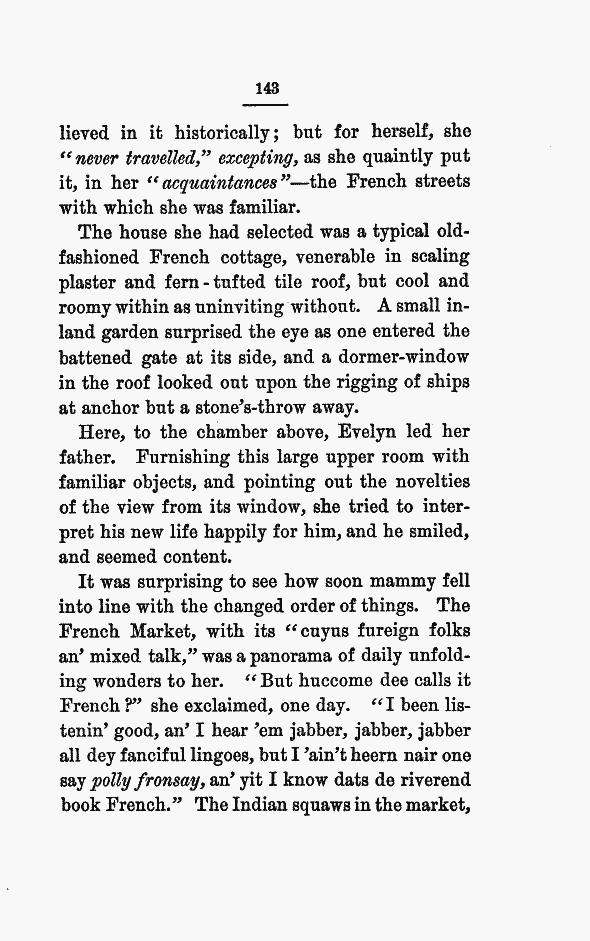 143
lieved in it historically; but for herself, she
“never travelled,” excepting, as she quaintly put
it, in her “acquaintances”—the French streets
with which she was familiar.
The house she had selected was a typical old-
fashioned French cottage, venerable in scaling
plaster and fern-tufted tile roof, but cool and
roomy within as uninviting without. A small in-
land garden surprised the eye as one entered the
battened gate at its side, and a dormer-window
in the roof looked out upon the rigging of ships
at anchor but a stone’s-throw away.
Here, to the chamber above, Evelyn led her
father. Furnishing this large upper room with
familiar objects, and pointing out the novelties
of the view from its window, she tried to inter-
pret his new life happily for him, and he smiled,
and seemed content.
It was surprising to see how soon mammy fell
into line with the changed order of things. The
French Market, with its “cuyus fureign folks
an’ mixed talk,” was a panorama of daily unfold-
ing wonders to her. “But huccome dee calls it
French?” she exclaimed, one day. “I been lis-
tenin’ good, an’ I hear ’em jabber, jabber, jabber
all dey fanciful lingoes, but I ’ain’t heern nair one
say polly fronsay, an’ yit I know dats de riverend
book French.” The Indian squaws in the market,